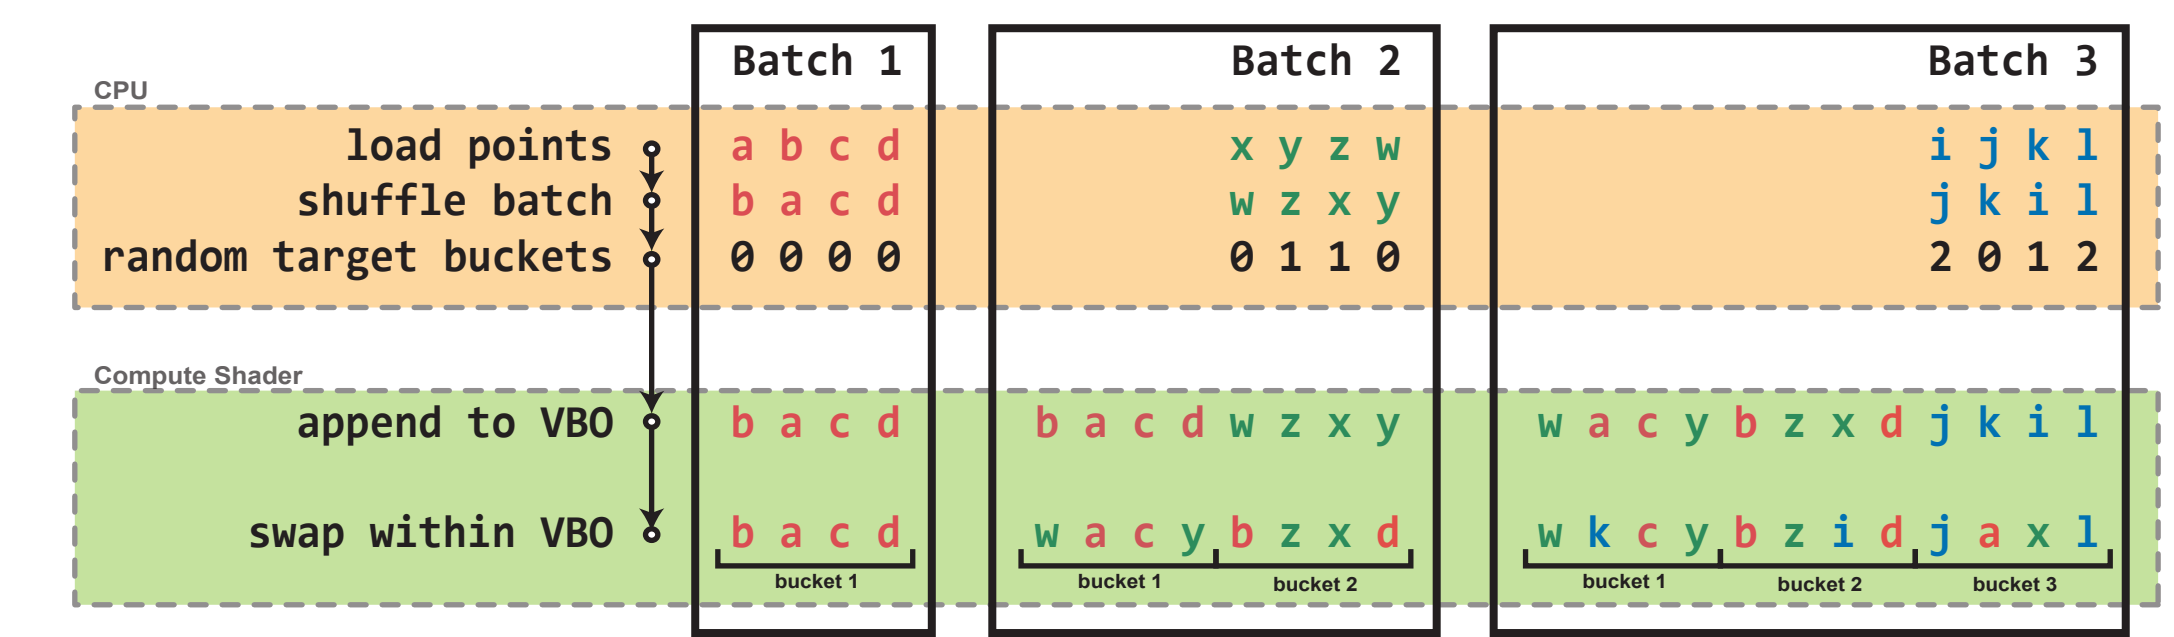 Batch 1 Batch 2 Batch 3
CPU
load points a b c d x y z w i j k l
shuffle batch b a c d w z x y j k i l
random target buckets 0 0 0 0 0 1 1 0 2 0 1 2
Compute Shader
append to VBO b a c d b a c d w z x y w a c y b z x d j k i l
swap within VBO b a c d w a c y b z x d w k c y b z i d j a x l
bucket 1 bucket 1 bucket 2 bucket 1 bucket 2 bucket 3